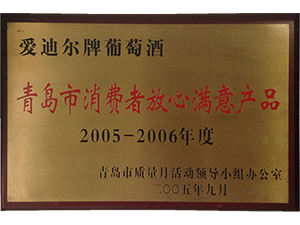 爱迪尔牌葡萄酒
青岛市消费者放心满意产品
2005-2006年度
青岛市质量月活动领导小组办公室
二〇〇五年九月